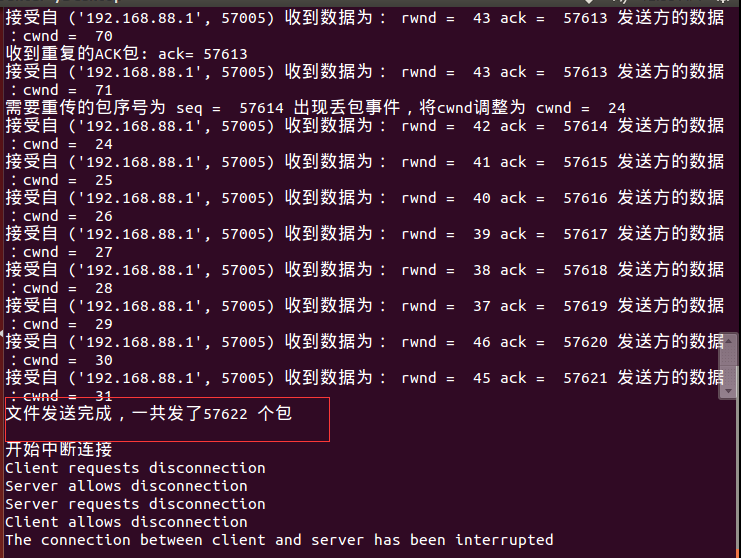 接受自 ('192.168.88.1', 57005) 收到数据为： rwnd =  43 ack =  57613 发送方的数据
：cwnd =  70
收到重复的ACK包: ack= 57613
接受自 ('192.168.88.1', 57005) 收到数据为： rwnd =  43 ack =  57613 发送方的数据
：cwnd =  71
需要重传的包序号为 seq =  57614 出现丢包事件，将cwnd调整为 cwnd =  24
接受自 ('192.168.88.1', 57005) 收到数据为： rwnd =  42 ack =  57614 发送方的数据
：cwnd =  24
接受自 ('192.168.88.1', 57005) 收到数据为： rwnd =  41 ack =  57615 发送方的数据
：cwnd =  25
接受自 ('192.168.88.1', 57005) 收到数据为： rwnd =  40 ack =  57616 发送方的数据
：cwnd =  26
接受自 ('192.168.88.1', 57005) 收到数据为： rwnd =  39 ack =  57617 发送方的数据
：cwnd =  27
接受自 ('192.168.88.1', 57005) 收到数据为： rwnd =  38 ack =  57618 发送方的数据
：cwnd =  28
接受自 ('192.168.88.1', 57005) 收到数据为： rwnd =  37 ack =  57619 发送方的数据
：cwnd =  29
接受自 ('192.168.88.1', 57005) 收到数据为： rwnd =  46 ack =  57620 发送方的数据
：cwnd =  30
接受自 ('192.168.88.1', 57005) 收到数据为： rwnd =  45 ack =  57621 发送方的数据
：cwnd =  31
文件发送完成，一共发了57622 个包
开始中断连接
Client requests disconnection
Server allows disconnection
Server requests disconnection
Client allows disconnection
The connection between client and server has been interrupted